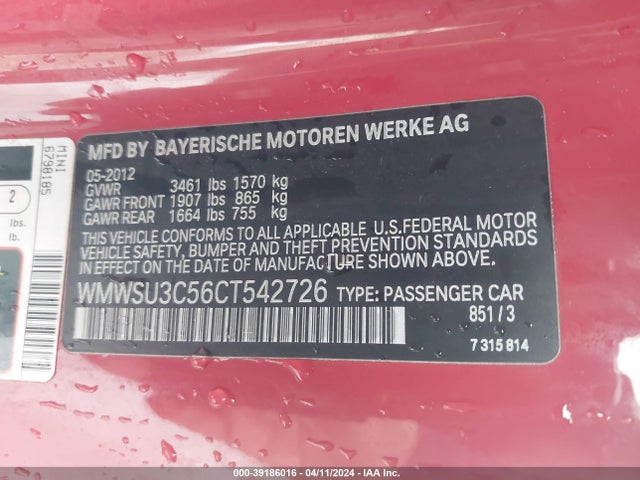 MFD BY BAYERISCHE MOTOREN WERKE AG
05-2012
GVWR 3461 lbs 1570 kg
GAWR FRONT 1907 lbs 865 kg
GAWR REAR 1664 lbs 755 kg
THIS VEHICLE CONFORMS TO ALL APPLICABLE U.S.FEDERAL MOTOR
VEHICLE SAFETY, BUMPER AND THEFT PREVENTION STANDARDS
IN EFFECT ON THE DATE OF MANUFACTURE SHOWN ABOVE.
WMWSU3C56CT542726 TYPE: PASSENGER CAR
851/3
7 315 814
MINI
6798185
2
lbs.
lb.
000-39186016 - 04/11/2024 - IAA Inc.